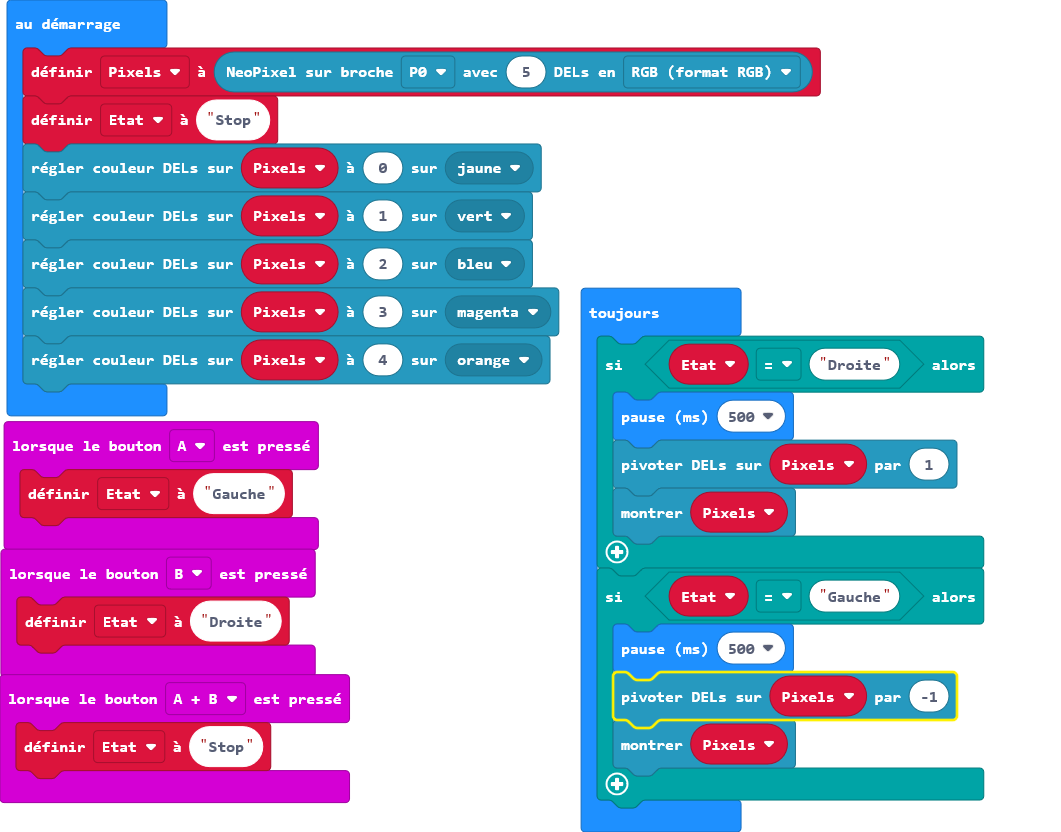 au démarrage
définir Pixels à NeoPixel sur broche P0 avec 5 DELs en RGB (format RGB)
définir Etat à "Stop"
régler couleur DELs sur Pixels à 0 sur jaune
régler couleur DELs sur Pixels à 1 sur vert
régler couleur DELs sur Pixels à 2 sur bleu
régler couleur DELs sur Pixels à 3 sur magenta
régler couleur DELs sur Pixels à 4 sur orange
lorsque le bouton A est pressé
définir Etat à "Gauche"
lorsque le bouton B est pressé
définir Etat à "Droite"
lorsque le bouton A + B est pressé
définir Etat à "Stop"
toujours
si Etat = "Droite" alors
pause (ms) 500
pivoter DELs sur Pixels par 1
montrer Pixels
si Etat = "Gauche" alors
pause (ms) 500
pivoter DELs sur Pixels par -1
montrer Pixels